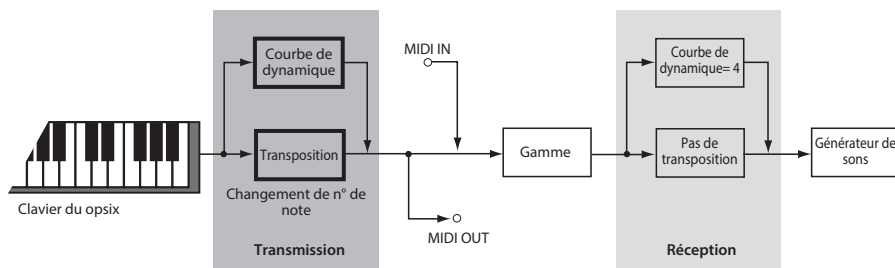 Courbe de
dynamique
MIDI IN
Courbe de
dynamique= 4
Transposition
Gamme
Pas de
transposition
Générateur de
sons
Changement de n° de
note
Clavier du opsix
MIDI OUT
Transmission
Réception